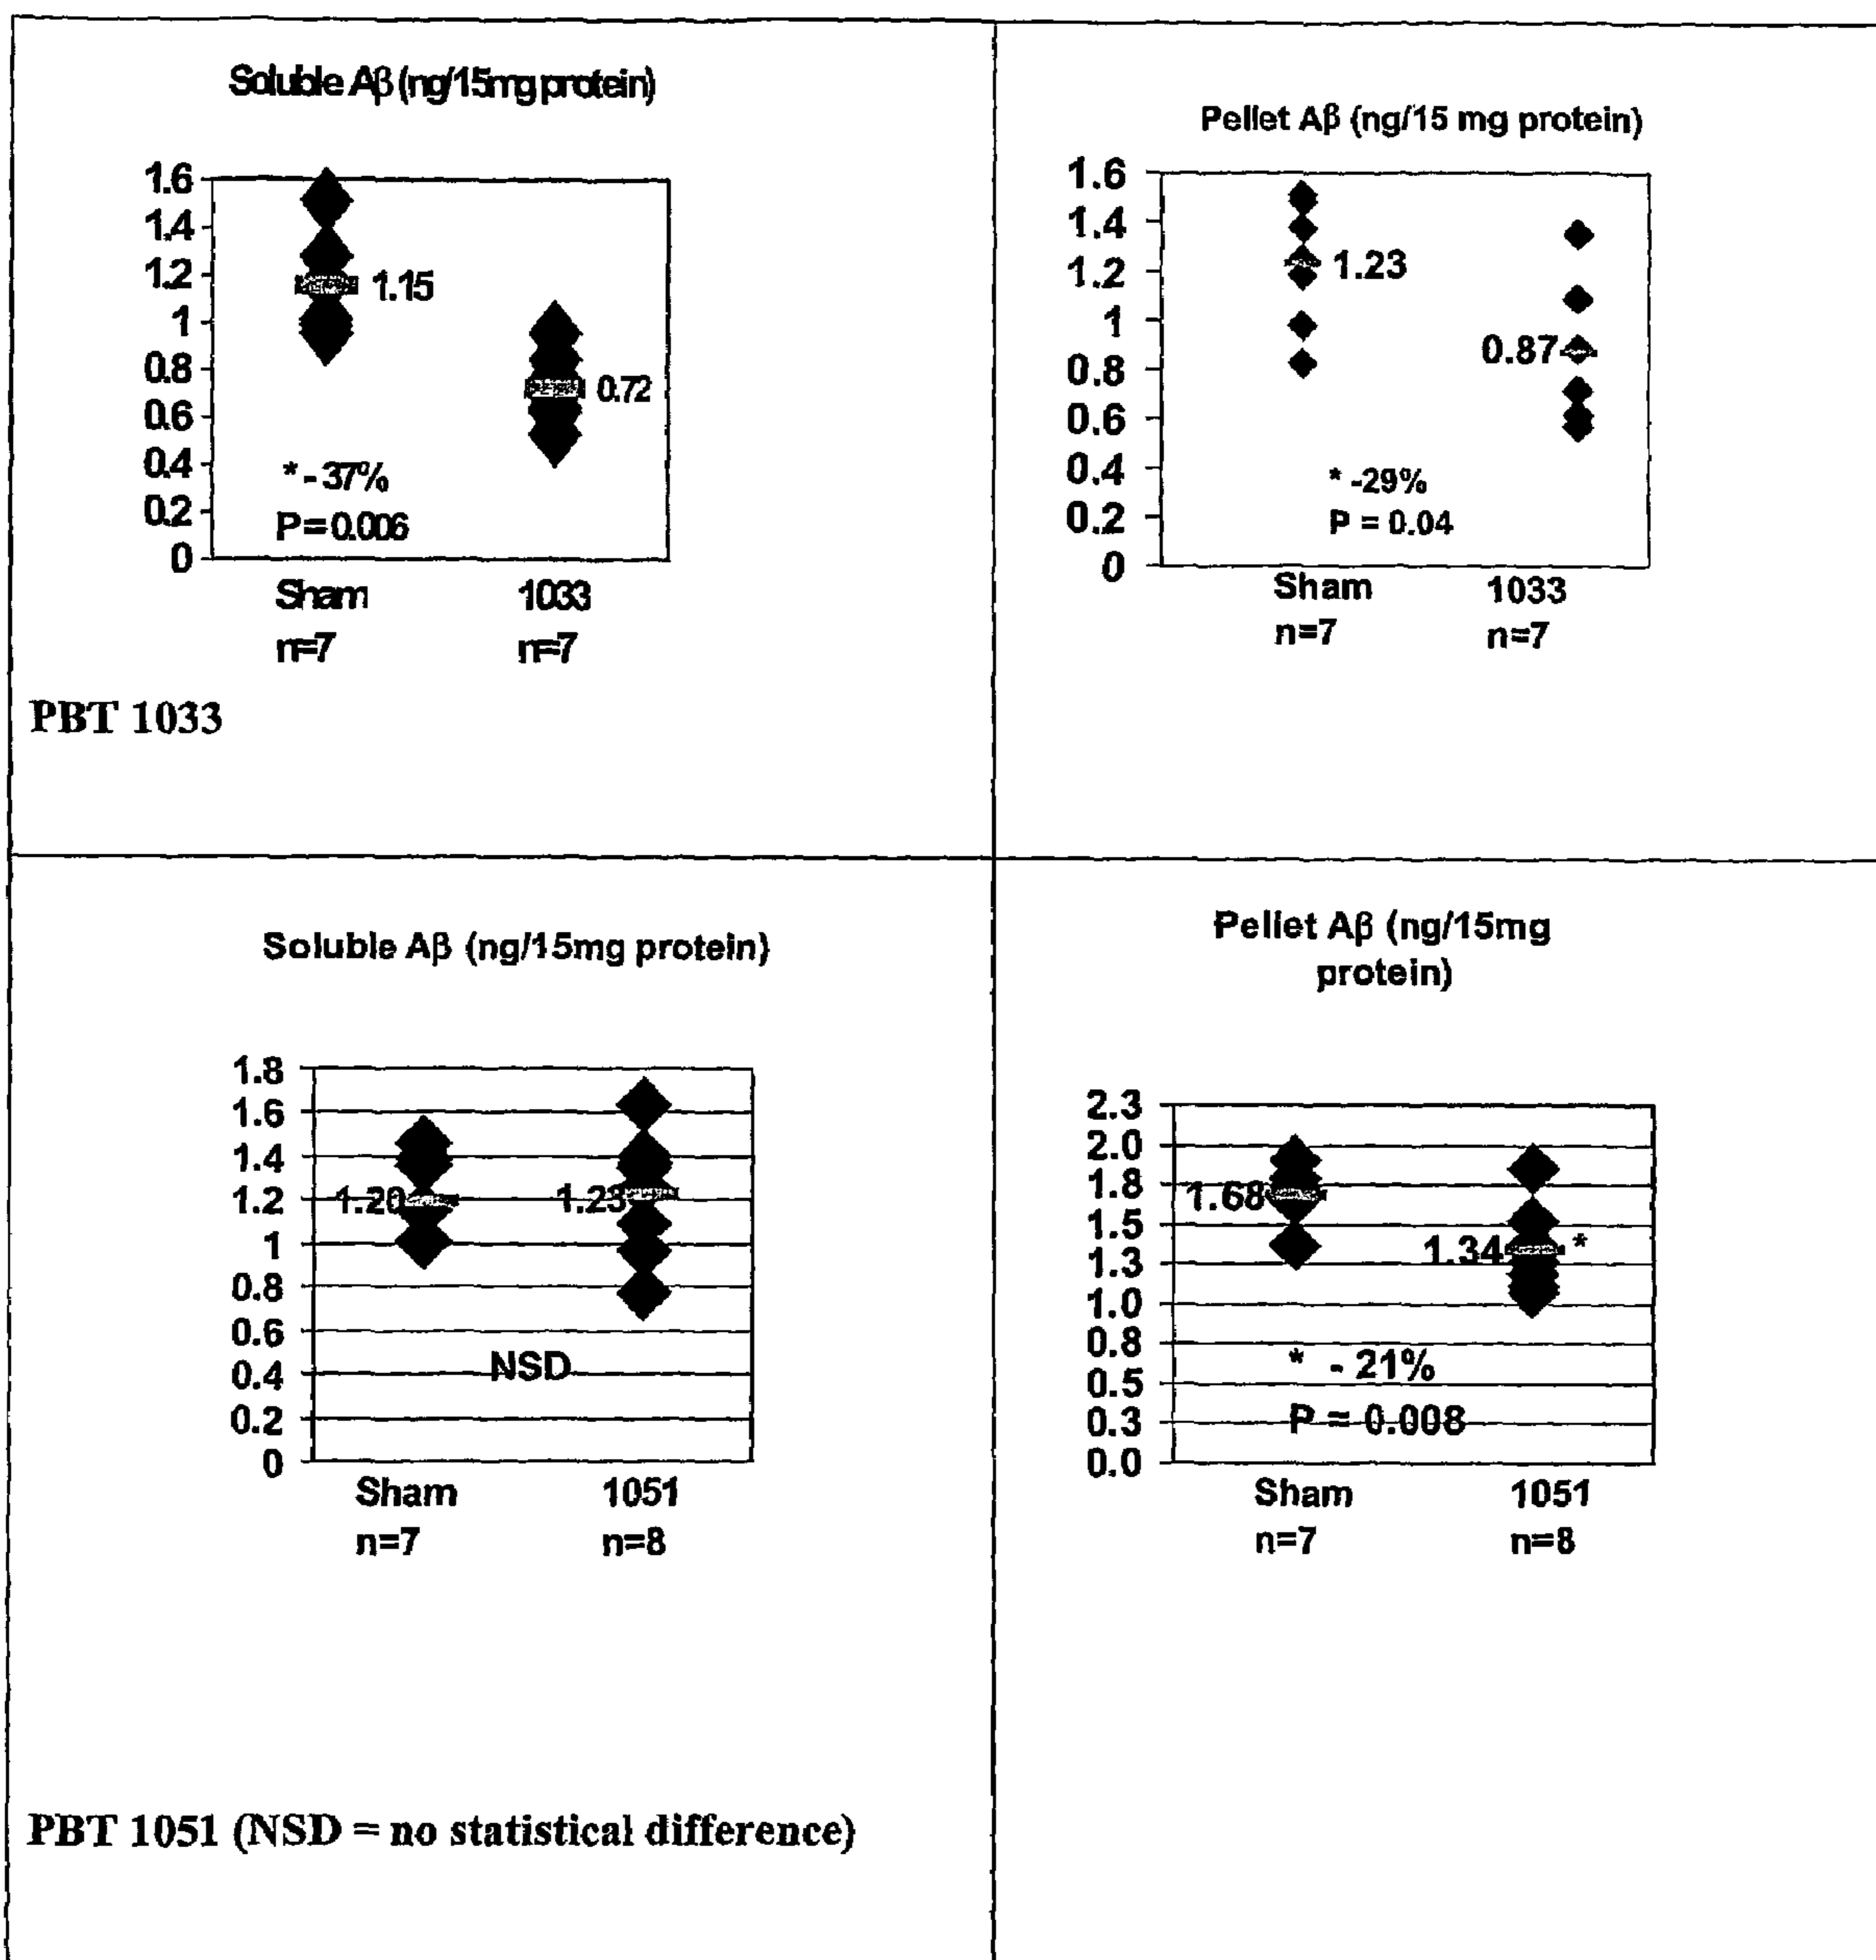 Soluble Aβ (ng/15mg protein)
1.6
1.4
1.2
1
0.8
0.6
0.4
0.2
0
1.15
0.72
* - 37%
P = 0.006
Sham
n=7
1033
n=7
PBT 1033
Pellet Aβ (ng/15 mg protein)
1.6
1.4
1.2
1
0.8
0.6
0.4
0.2
0
1.23
0.87
* -29%
P = 0.04
Sham
n=7
1033
n=7
Soluble Aβ (ng/15mg protein)
1.8
1.6
1.4
1.2
1
0.8
0.6
0.4
0.2
0
1.20
1.23
NSD
Sham
n=7
1051
n=8
PBT 1051 (NSD = no statistical difference)
Pellet Aβ (ng/15mg
protein)
2.3
2.0
1.8
1.5
1.3
1.0
0.8
0.5
0.3
0.0
1.68
1.34
*
* - 21%
P = 0.008
Sham
n=7
1051
n=8